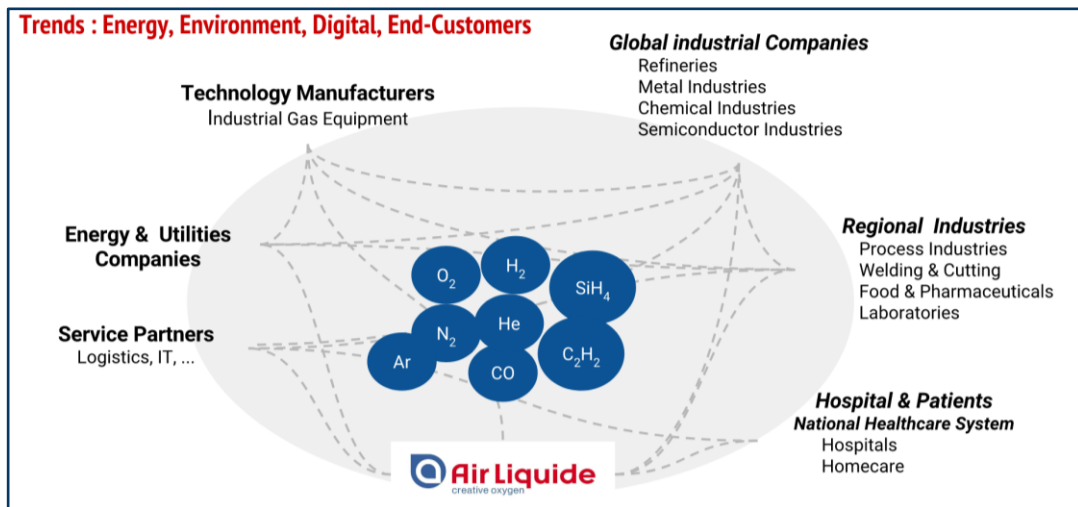 Trends : Energy, Environment, Digital, End-Customers
Global industrial Companies
Refineries
Metal Industries
Chemical Industries
Semiconductor Industries
Technology Manufacturers
Industrial Gas Equipment
Energy & Utilities
Companies
Regional Industries
Process Industries
Welding & Cutting
Food & Pharmaceuticals
Laboratories
O₂
H₂
SiH₄
N₂
He
Ar
CO
C₂H₂
Service Partners
Logistics, IT, ...
Hospital & Patients
National Healthcare System
Hospitals
Homecare
Air Liquide
creative oxygen